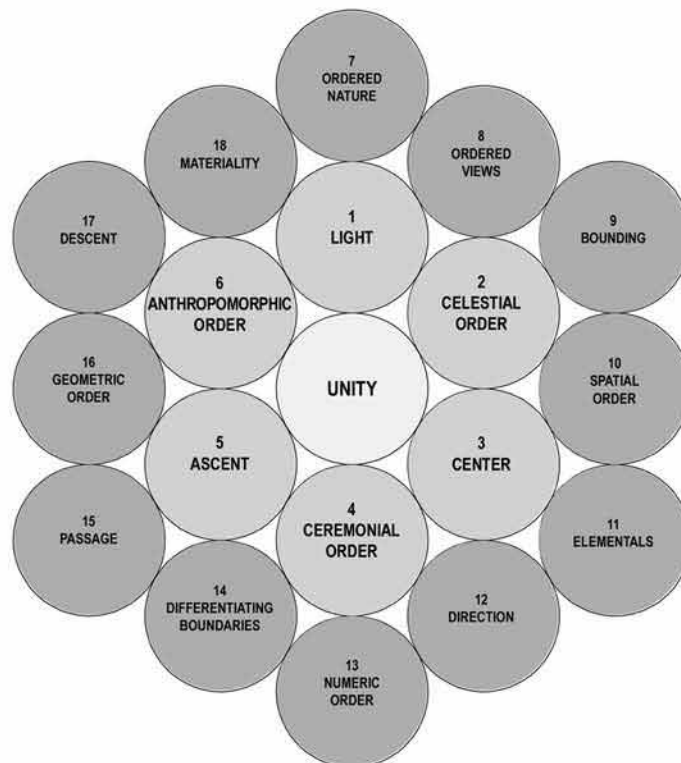 7
ORDERED
NATURE
18
MATERIALITY
8
ORDERED
VIEWS
17
DESCENT
1
LIGHT
9
BOUNDING
6
ANTHROPOMORPHIC
ORDER
2
CELESTIAL
ORDER
16
GEOMETRIC
ORDER
UNITY
10
SPATIAL
ORDER
5
ASCENT
3
CENTER
15
PASSAGE
4
CEREMONIAL
ORDER
11
ELEMENTALS
14
DIFFERENTIATING
BOUNDARIES
12
DIRECTION
13
NUMERIC
ORDER